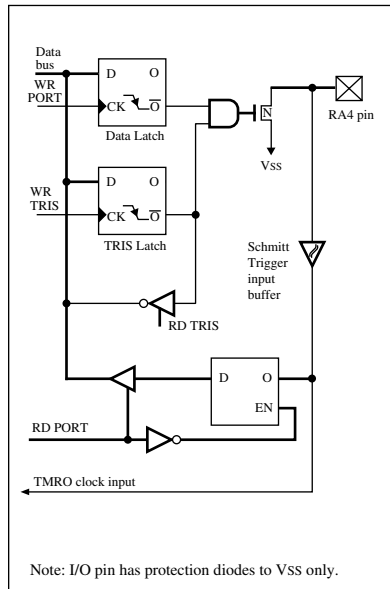 Data
bus
WR
PORT
D O
CK O
Data Latch
N
VSS
RA4 pin
WR
TRIS
D O
CK O
TRIS Latch
Schmitt
Trigger
input
buffer
RD TRIS
D O
EN
RD PORT
TMRO clock input
Note: I/O pin has protection diodes to VSS only.